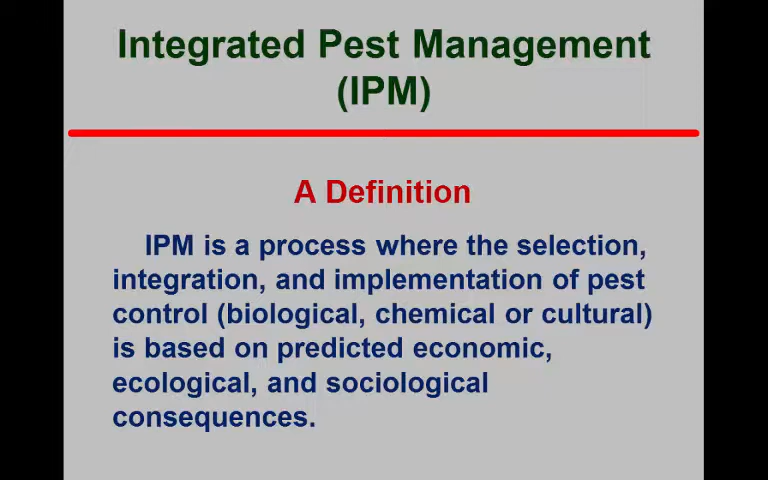 Integrated Pest Management
(IPM)
A Definition
IPM is a process where the selection,
integration, and implementation of pest
control (biological, chemical or cultural)
is based on predicted economic,
ecological, and sociological
consequences.